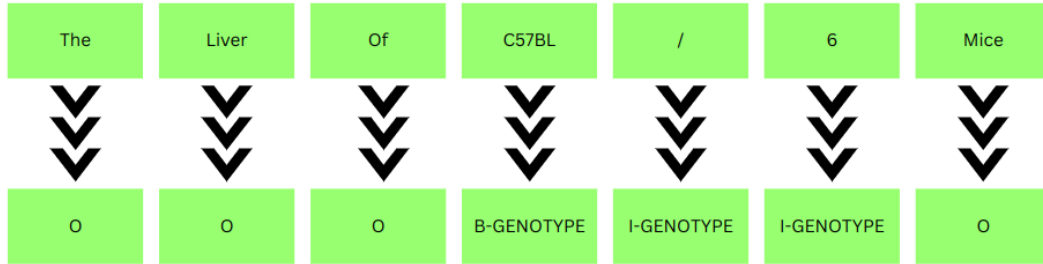 The Liver Of C57BL / 6 Mice
O O O B-GENOTYPE I-GENOTYPE I-GENOTYPE O